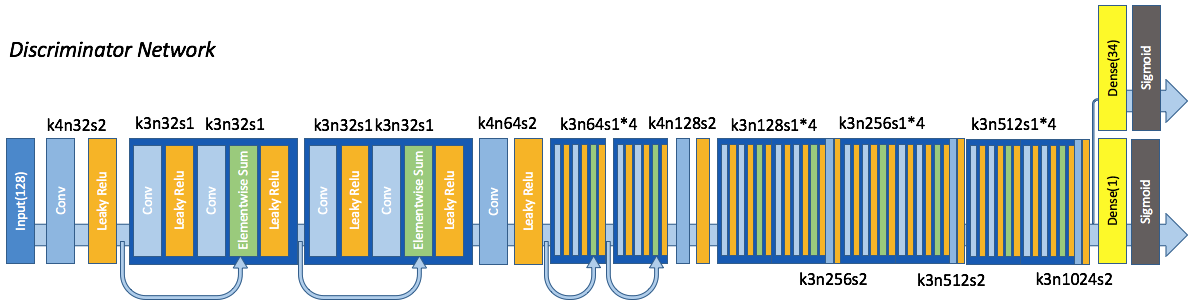 Discriminator Network
Dense(34)
Sigmoid
k4n32s2
k3n32s1
k3n32s1
k3n32s1
k3n32s1
k4n64s2
k3n64s1*4
k4n128s2
k3n128s1*4
k3n256s1*4
k3n512s1*4
Input(128)
Conv
Leaky Relu
Conv
Leaky Relu
Conv
Elementwise Sum
Leaky Relu
Conv
Leaky Relu
Conv
Elementwise Sum
Leaky Relu
Conv
Leaky Relu
Dense(1)
Sigmoid
k3n256s2
k3n512s2
k3n1024s2